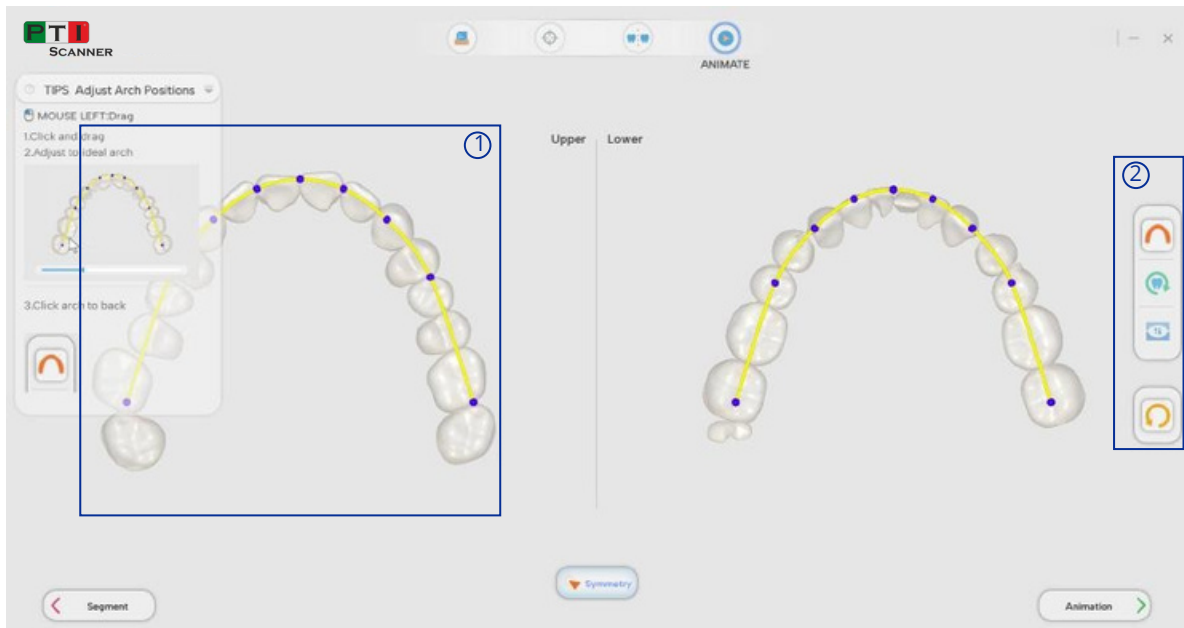 PTI
SCANNER
ANIMATE
TIPS Adjust Arch Positions
MOUSE LEFT:Drag
1.Click and drag
2.Adjust to ideal arch
3.Click arch to back
1
Upper
Lower
2
Symmetry
Segment
Animation